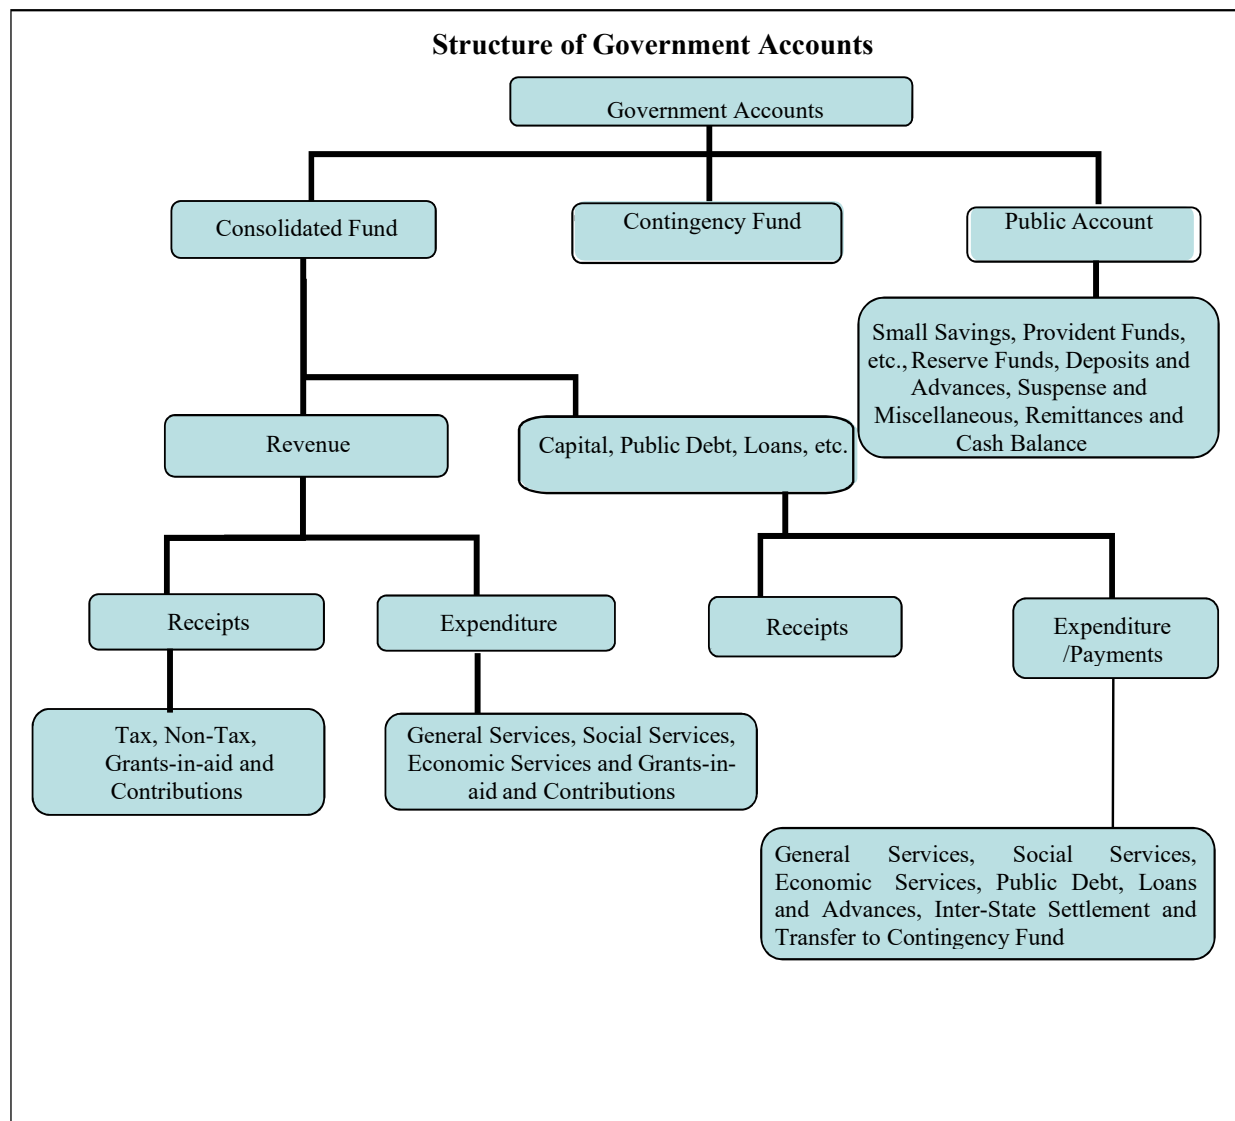 Structure of Government Accounts
Government Accounts
Consolidated Fund
Contingency Fund
Public Account
Small Savings, Provident Funds,
etc., Reserve Funds, Deposits and
Advances, Suspense and
Miscellaneous, Remittances and
Cash Balance
Revenue
Capital, Public Debt, Loans, etc.
Receipts
Expenditure
Receipts
Expenditure
/Payments
Tax, Non-Tax,
Grants-in-aid and
Contributions
General Services, Social Services,
Economic Services and Grants-in-
aid and Contributions
General Services, Social Services,
Economic Services, Public Debt, Loans
and Advances, Inter-State Settlement and
Transfer to Contingency Fund